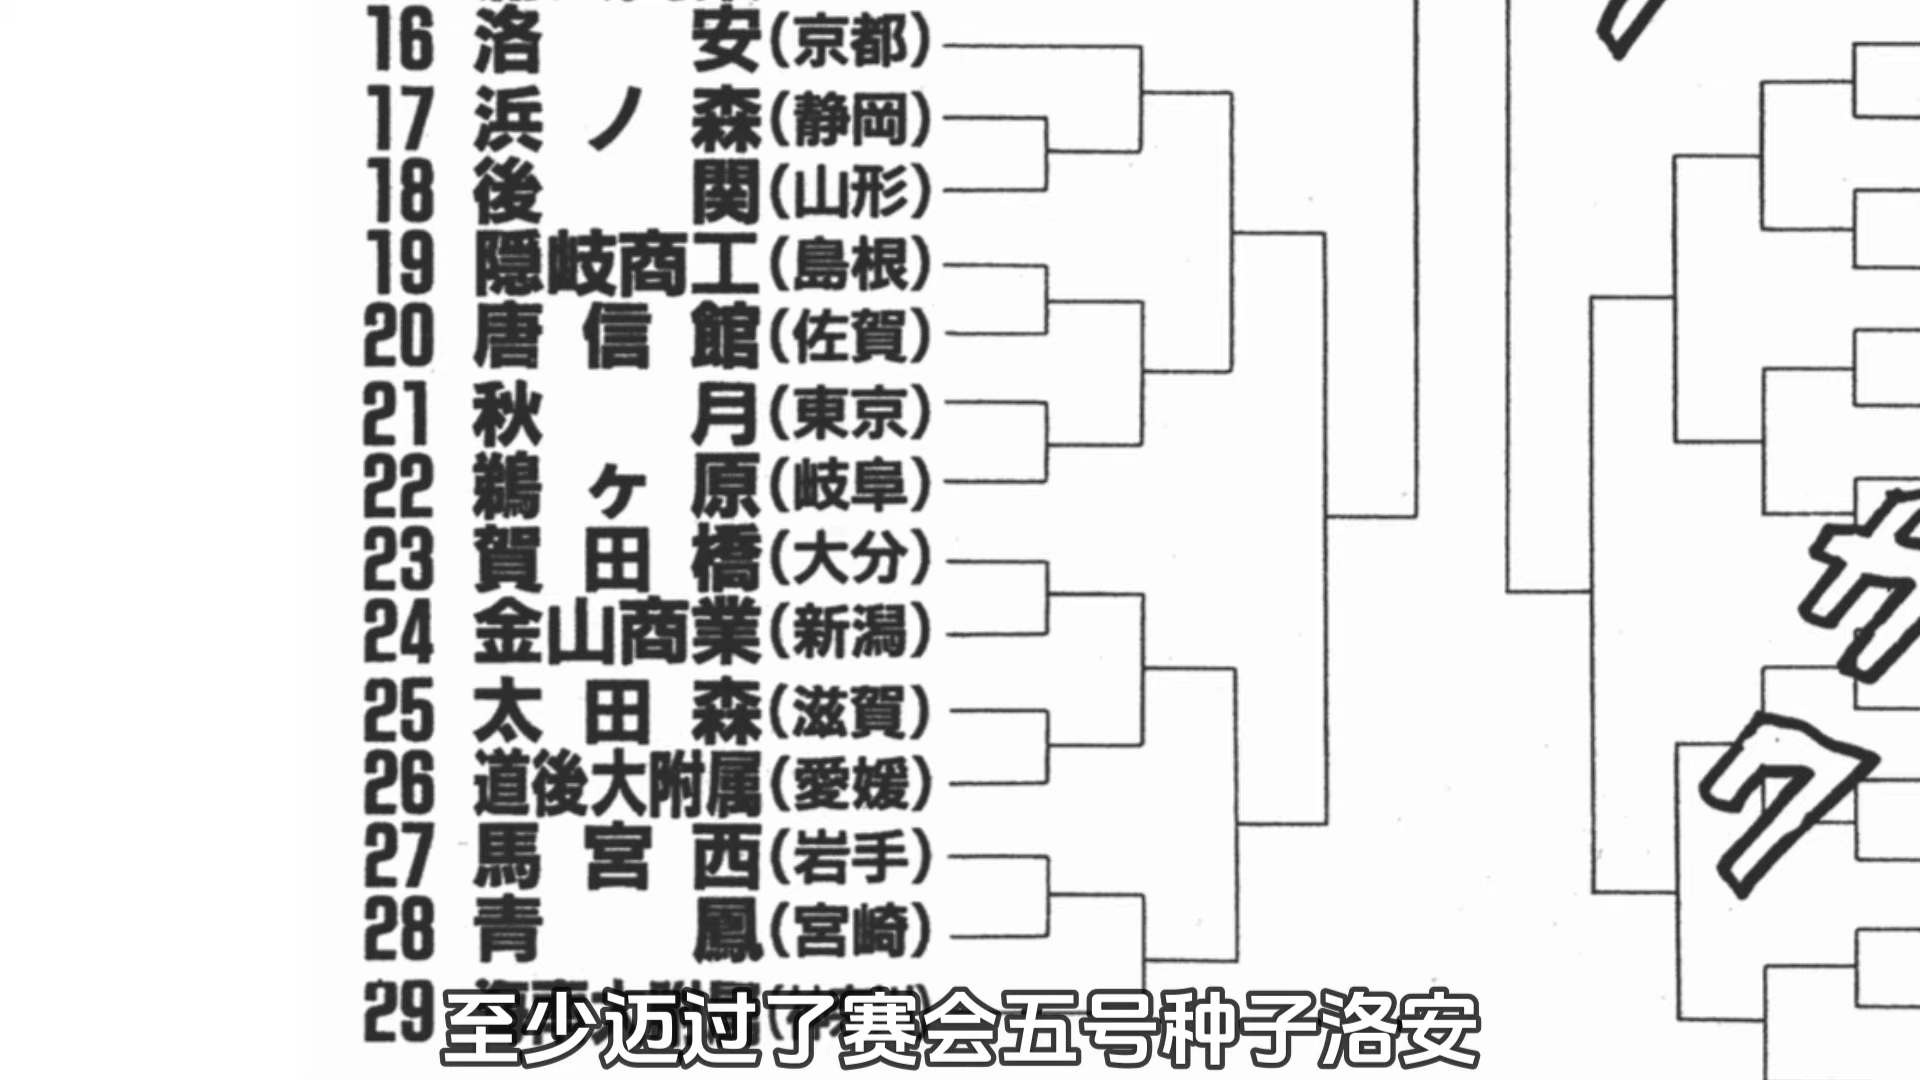 16 洛安(京都)
17 浜ノ森(静岡)
18 後関(山形)
19 隠岐商工(島根)
20 唐信館(佐賀)
21 秋月(東京)
22 鵜ヶ原(岐阜)
23 賀田橋(大分)
24 金山商業(新潟)
25 太田森(滋賀)
26 道後大附属(愛媛)
27 馬宮西(岩手)
28 青鳳(宮崎)
29
至少迈过了赛会五号种子洛安